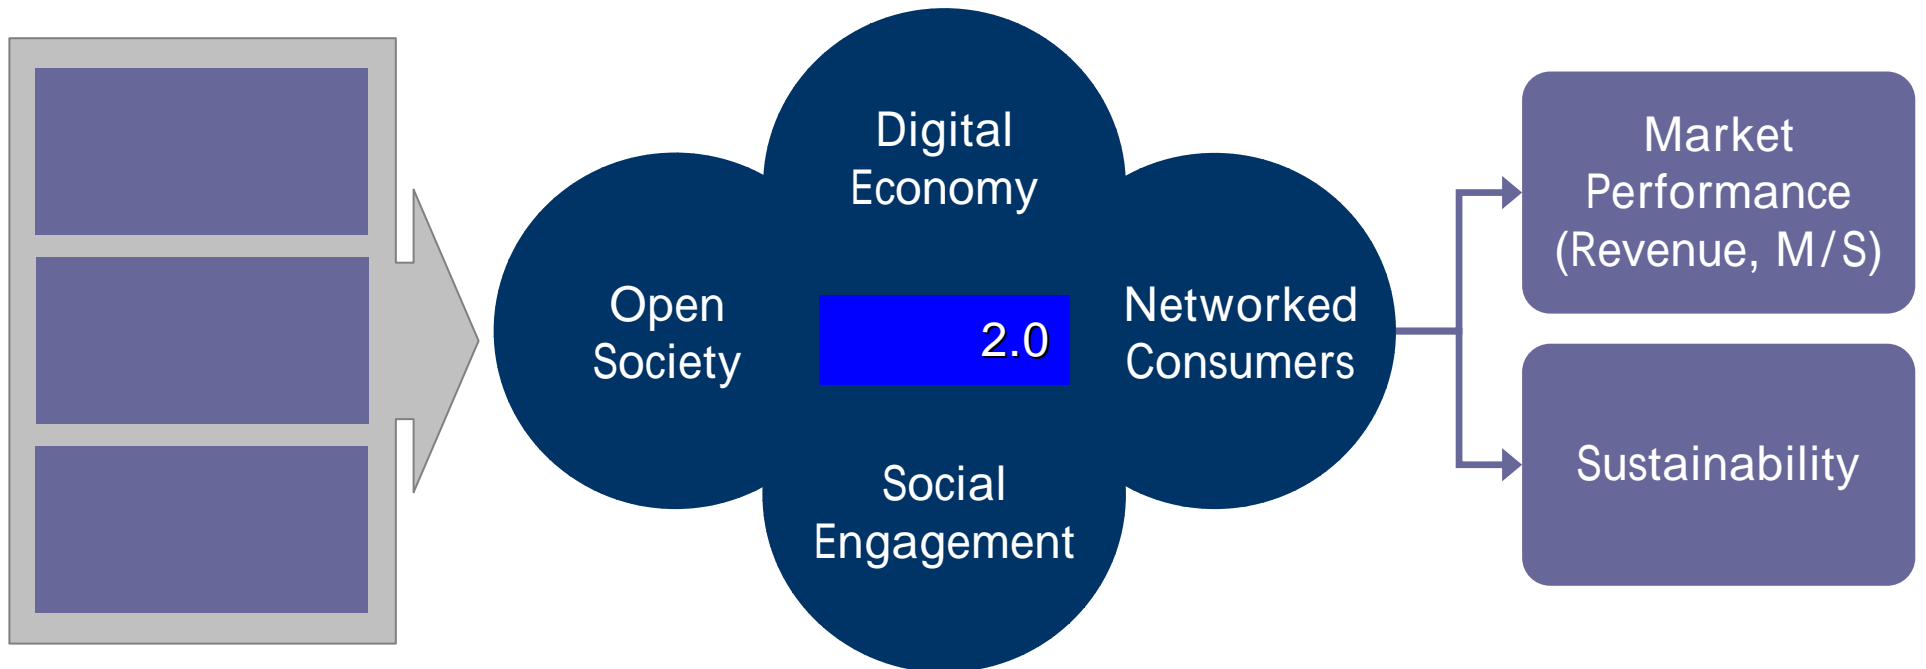 Digital
Economy
Open
Society
2.0
Networked
Consumers
Social
Engagement
Market
Performance
(Revenue, M/S)
Sustainability